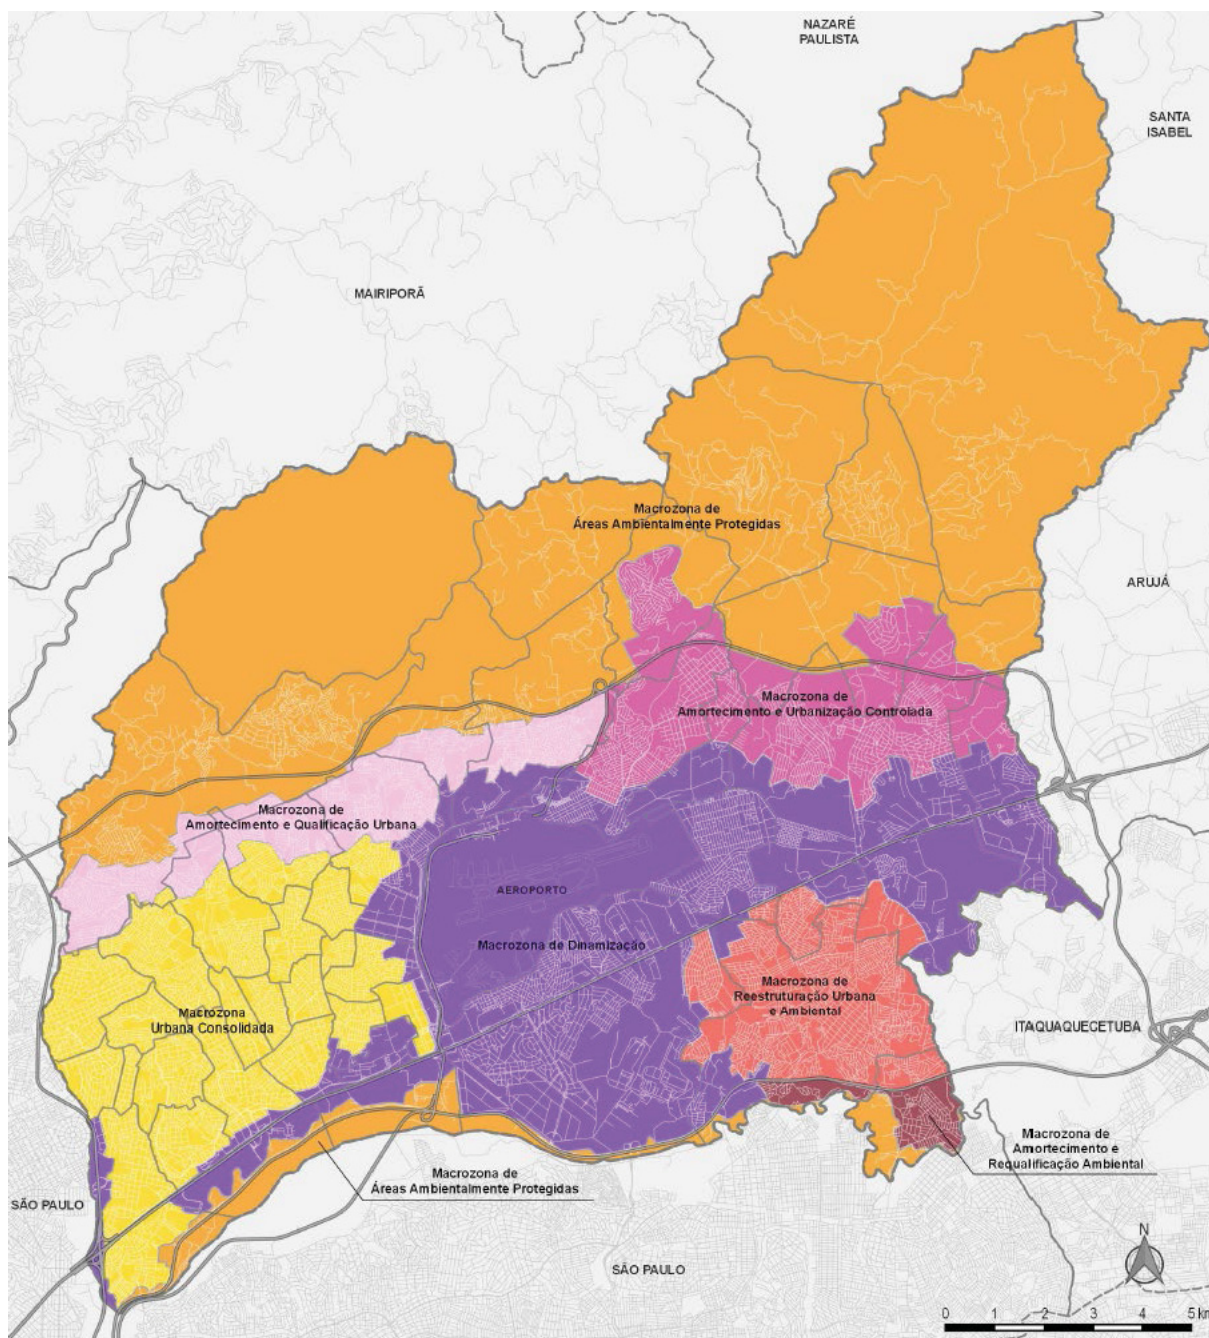 NAZARÉ
PAULISTA
SANTA
ISABEL
MAIRIPORÃ
Macrozona de
Áreas Ambientalmente Protegidas
ARUJÁ
Macrozona de
Amortecimento e Urbanização Controlada
Macrozona de
Amortecimento e Qualificação Urbana
AEROPORTO
Macrozona de Dinamização
Macrozona de
Reestruturação Urbana
e Ambiental
Macrozona
Urbana Consolidada
ITAQUAQUECETUBA
Macrozona de
Amortecimento e
Requalificação Ambiental
Macrozona de
Áreas Ambientalmente Protegidas
SÃO PAULO
SÃO PAULO
N
0 1 2 3 4 5 km